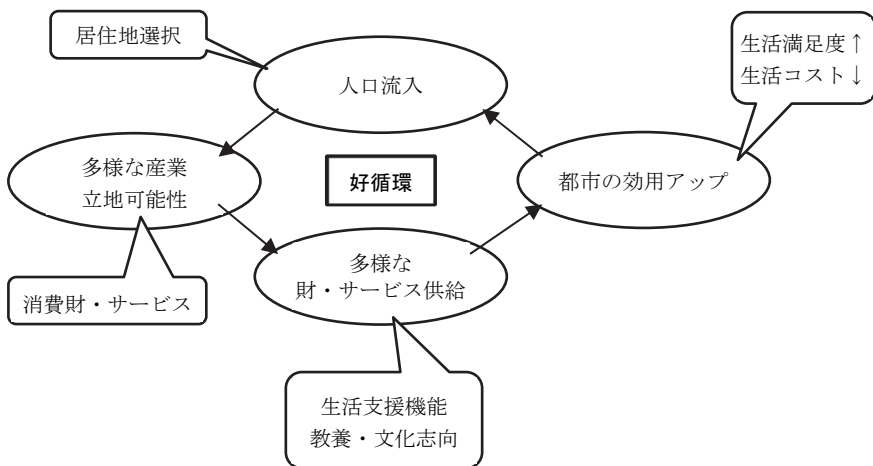 居住地選択
人口流入
生活満足度↑
生活コスト↓
多様な産業
立地可能性
好循環
都市の効用アップ
消費財・サービス
多様な
財・サービス供給
生活支援機能
教養・文化志向